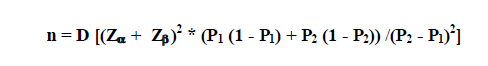 n = D [(Zα + Zβ)² * (P₁ (1 - P₁) + P₂ (1 - P₂)) /(P₂ - P₁)²]